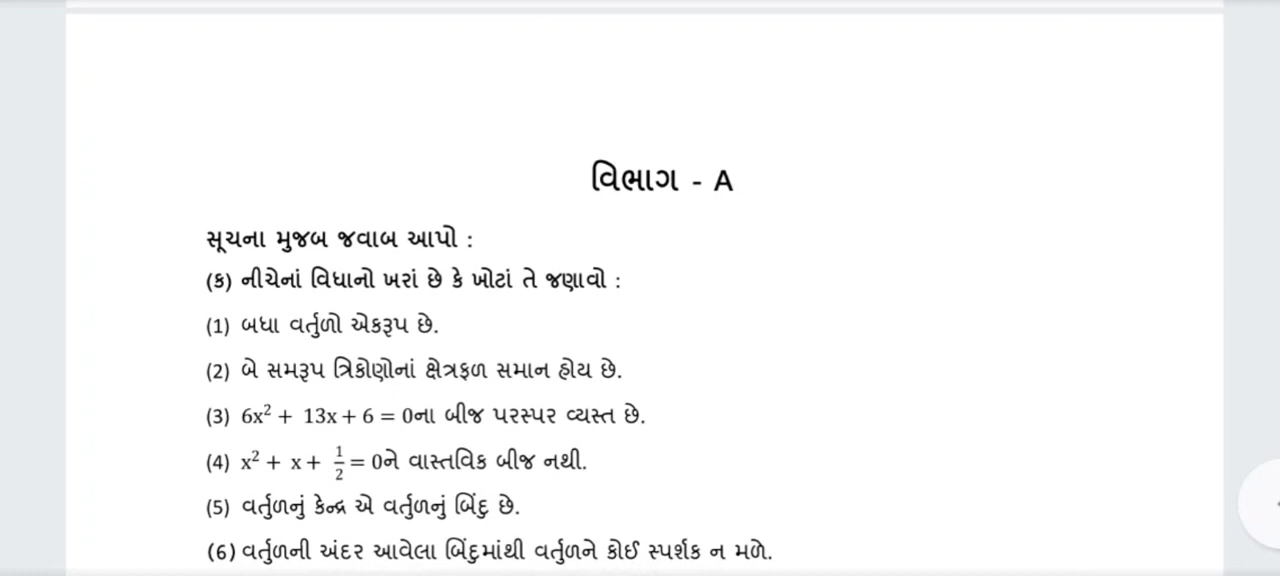 વિભાગ - A
સૂચના મુજબ જવાબ આપો :
(ક) નીચેનાં વિધાનો ખરાં છે કે ખોટાં તે જણાવો :
(1) બધા વર્તુળો એકરૂપ છે.
(2) બે સમરૂપ ત્રિકોણોનાં ક્ષેત્રફળ સમાન હોય છે.
(3) 6x² + 13x + 6 = 0ના બીજ પરસ્પર વ્યસ્ત છે.
(4) x² + x + 1/2 = 0ને વાસ્તવિક બીજ નથી.
(5) વર્તુળનું કેન્દ્ર એ વર્તુળનું બિંદુ છે.
(6) વર્તુળની અંદર આવેલા બિંદુમાંથી વર્તુળને કોઈ સ્પર્શક ન મળે.